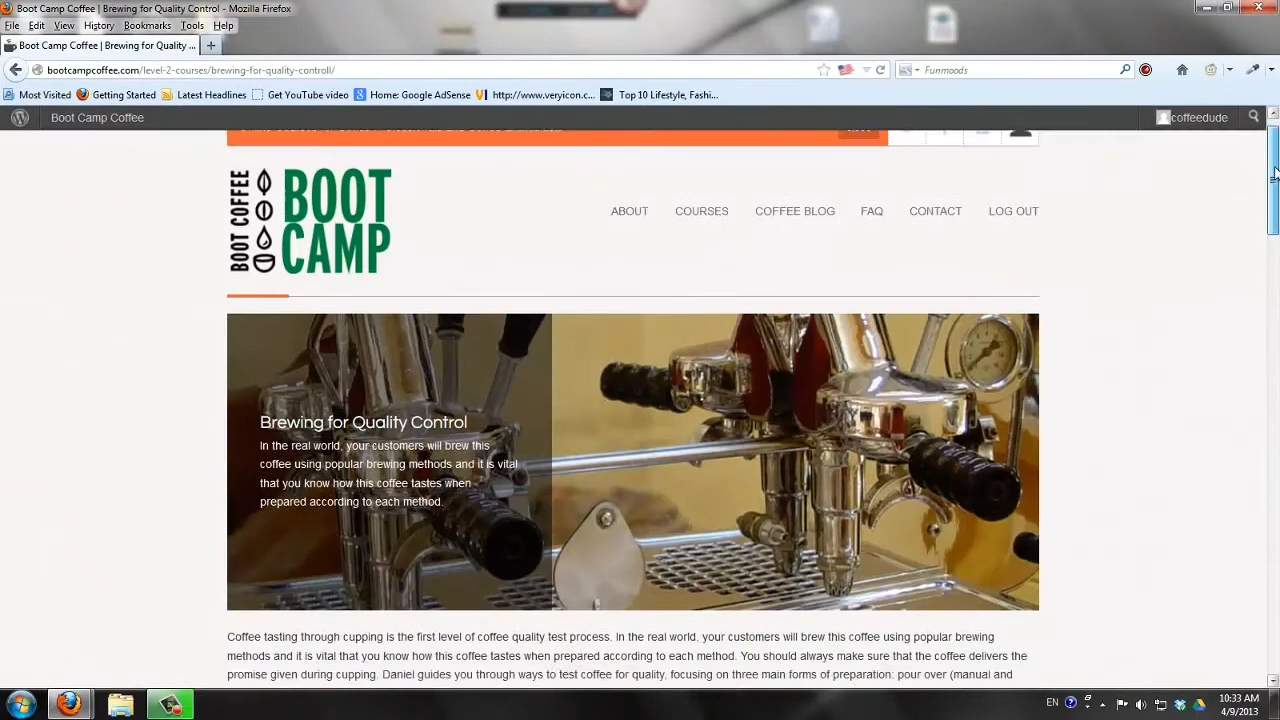 Boot Camp Coffee | Brewing for Quality Control - Mozilla Firefox
File Edit View History Bookmarks Tools Help
Boot Camp Coffee | Brewing for Quality ...
bootcampcoffee.com/level-2-courses/brewing-for-quality-controll/
Funmoods
Most Visited Getting Started Latest Headlines Get YouTube video Home: Google AdSense http://www.veryicon.c... Top 10 Lifestyle, Fashi...
Boot Camp Coffee coffeedude
BOOT COFFEE
BOOT
CAMP
ABOUT COURSES COFFEE BLOG FAQ CONTACT LOG OUT
Brewing for Quality Control
In the real world, your customers will brew this
coffee using popular brewing methods and it is vital
that you know how this coffee tastes when
prepared according to each method.
Coffee tasting through cupping is the first level of coffee quality test process. In the real world, your customers will brew this coffee using popular brewing
methods and it is vital that you know how this coffee tastes when prepared according to each method. You should always make sure that the coffee delivers the
promise given during cupping. Daniel guides you through ways to test coffee for quality, focusing on three main forms of preparation: pour over (manual and
EN
10:33 AM
4/9/2013